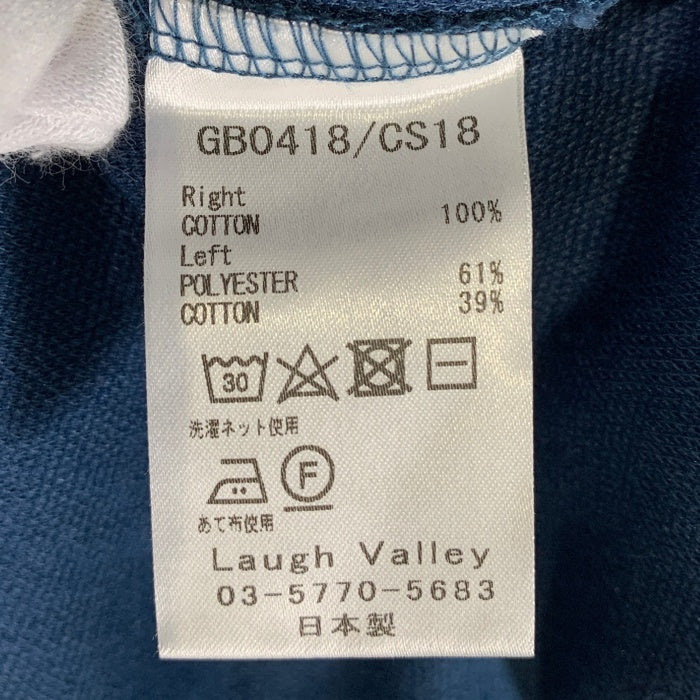 GB0418/CS18
Right
COTTON 100%
Left
POLYESTER 61%
COTTON 39%
30
洗濯ネット使用
F
あて布使用
Laugh Valley
03-5770-5683
日本製